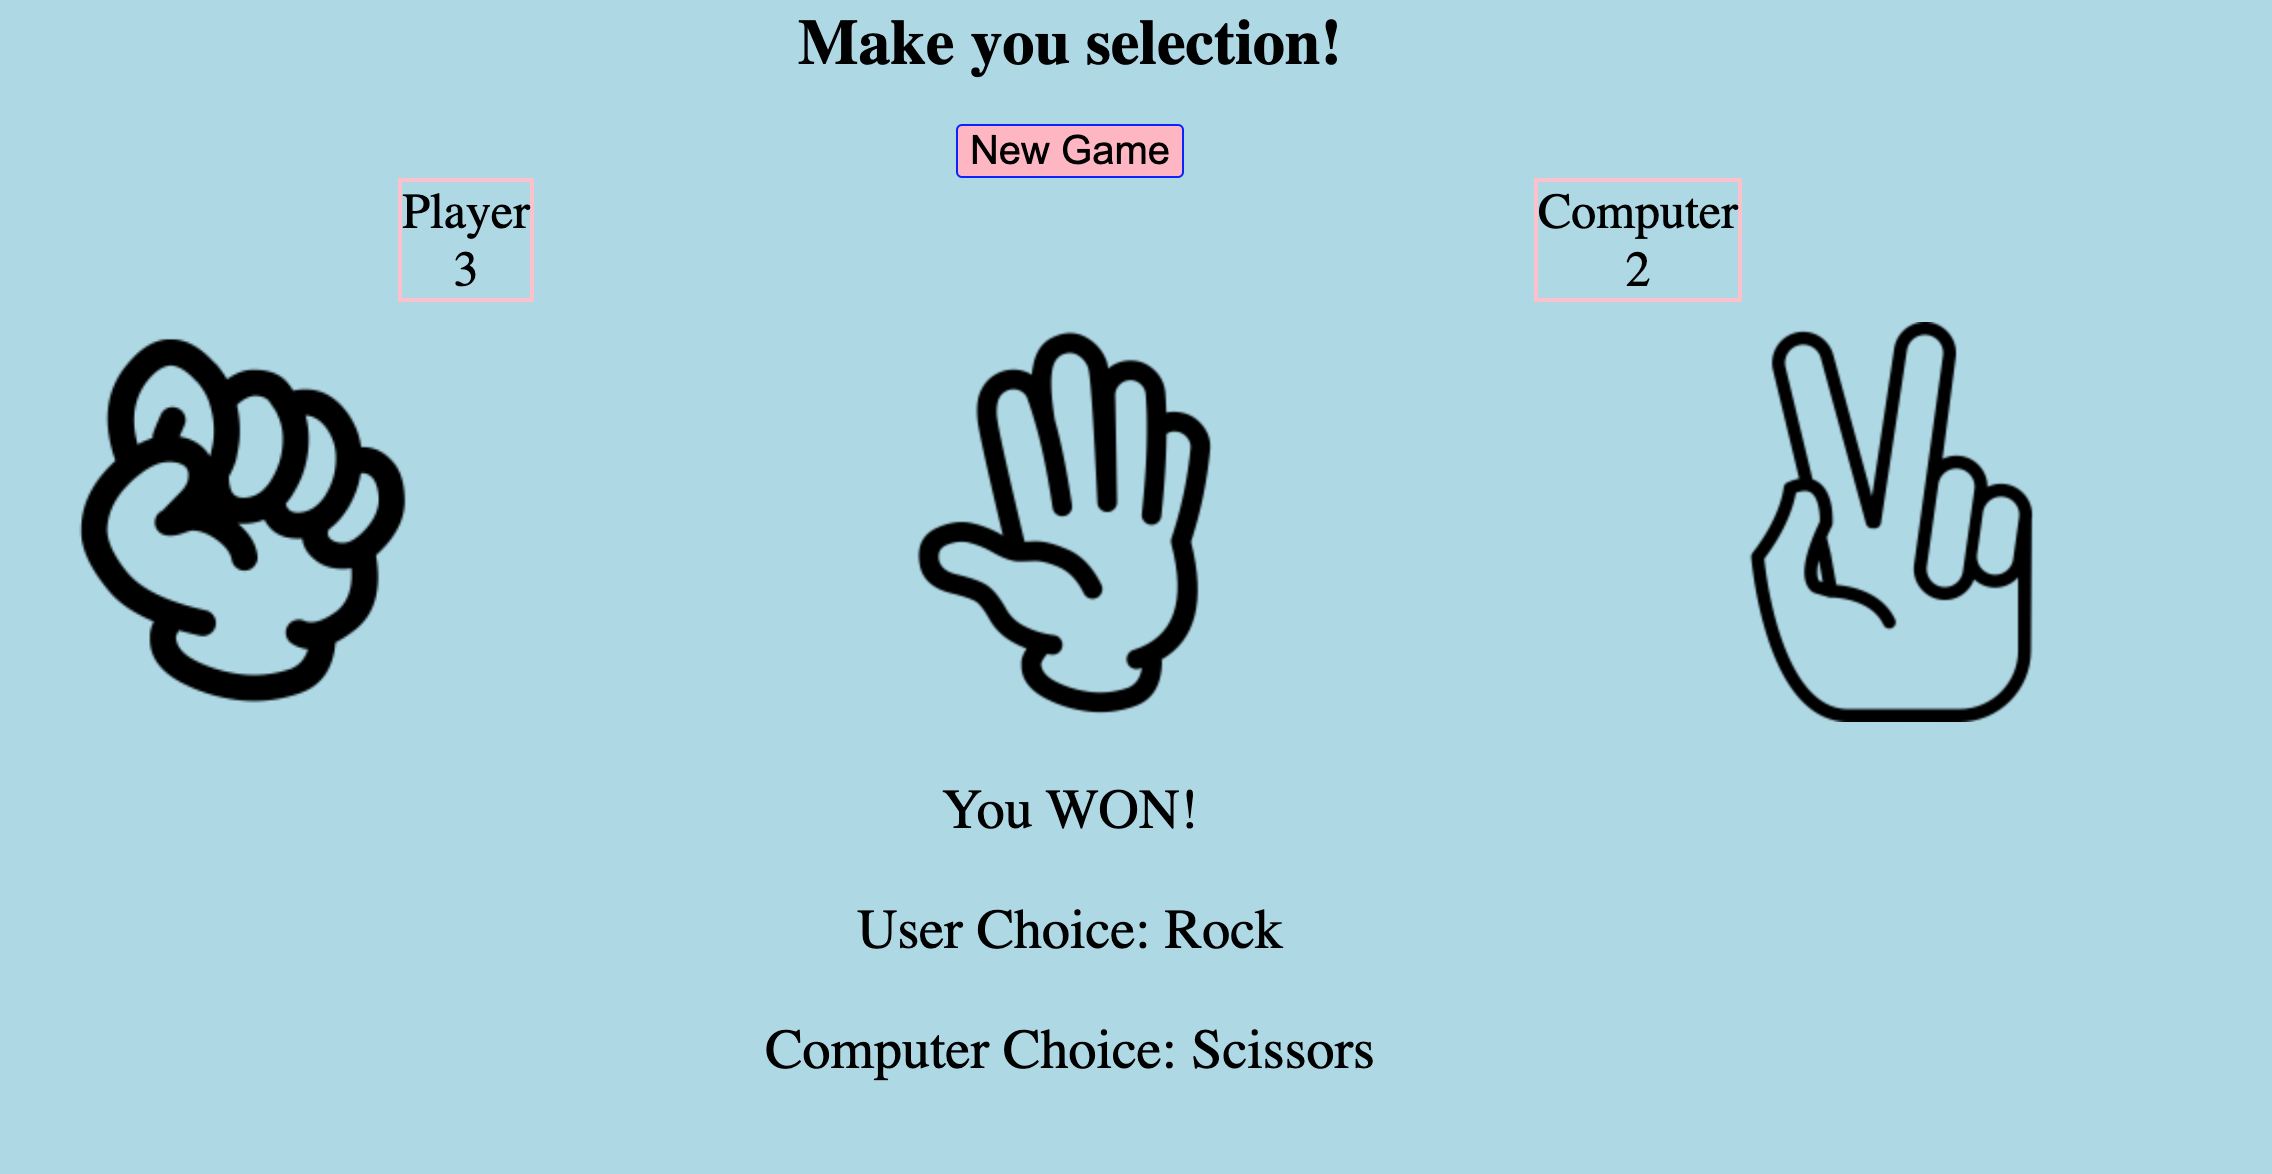 Make you selection!
New Game
Player
3
Computer
2
You WON!
User Choice: Rock
Computer Choice: Scissors